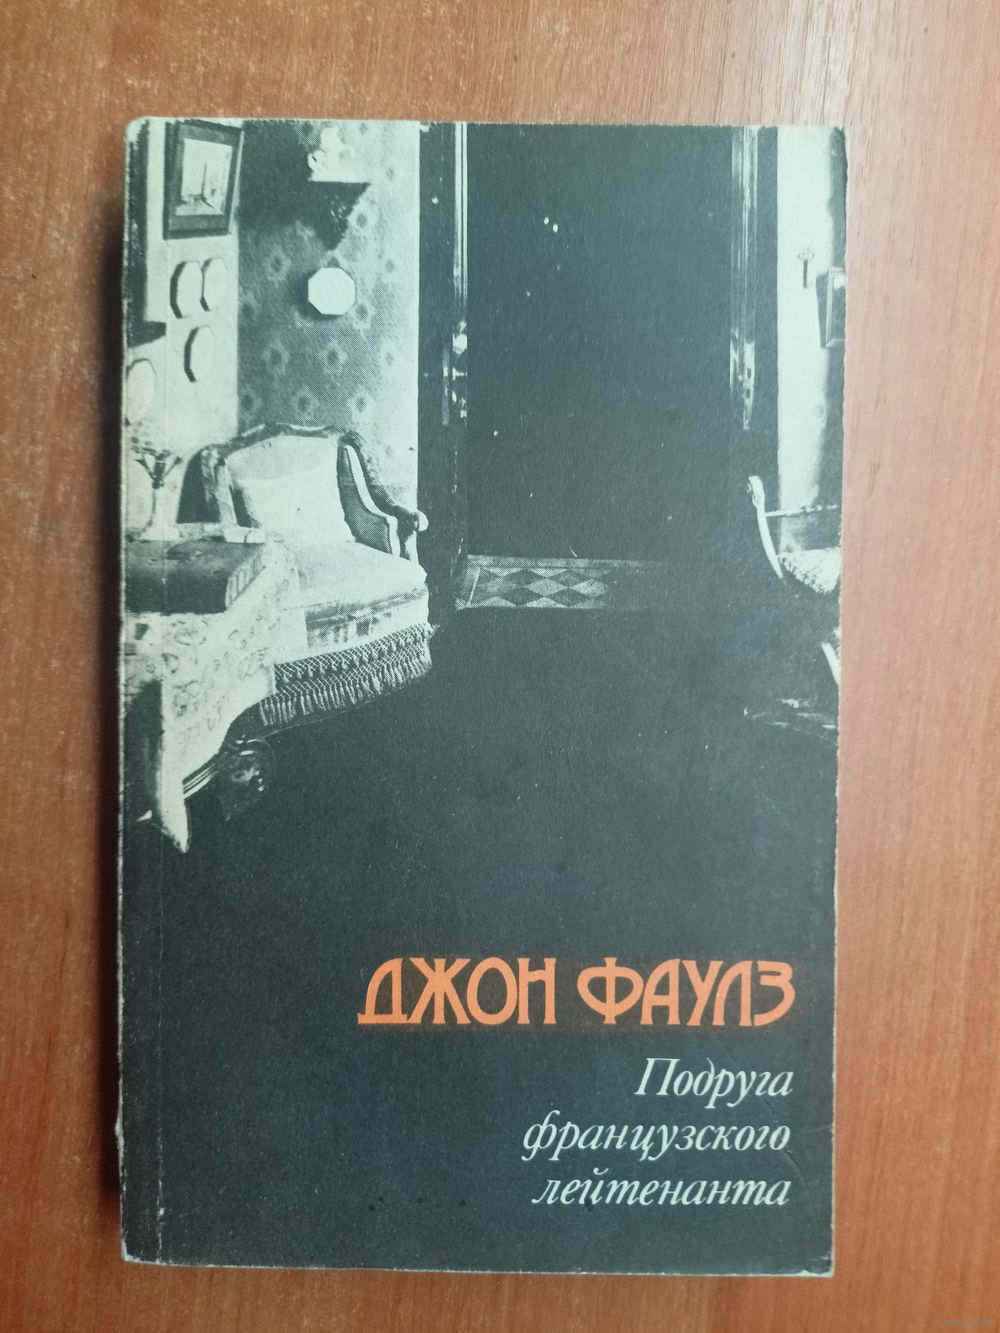 ДЖОН ФАУЛЗ
Подруга
французского
лейтенанта